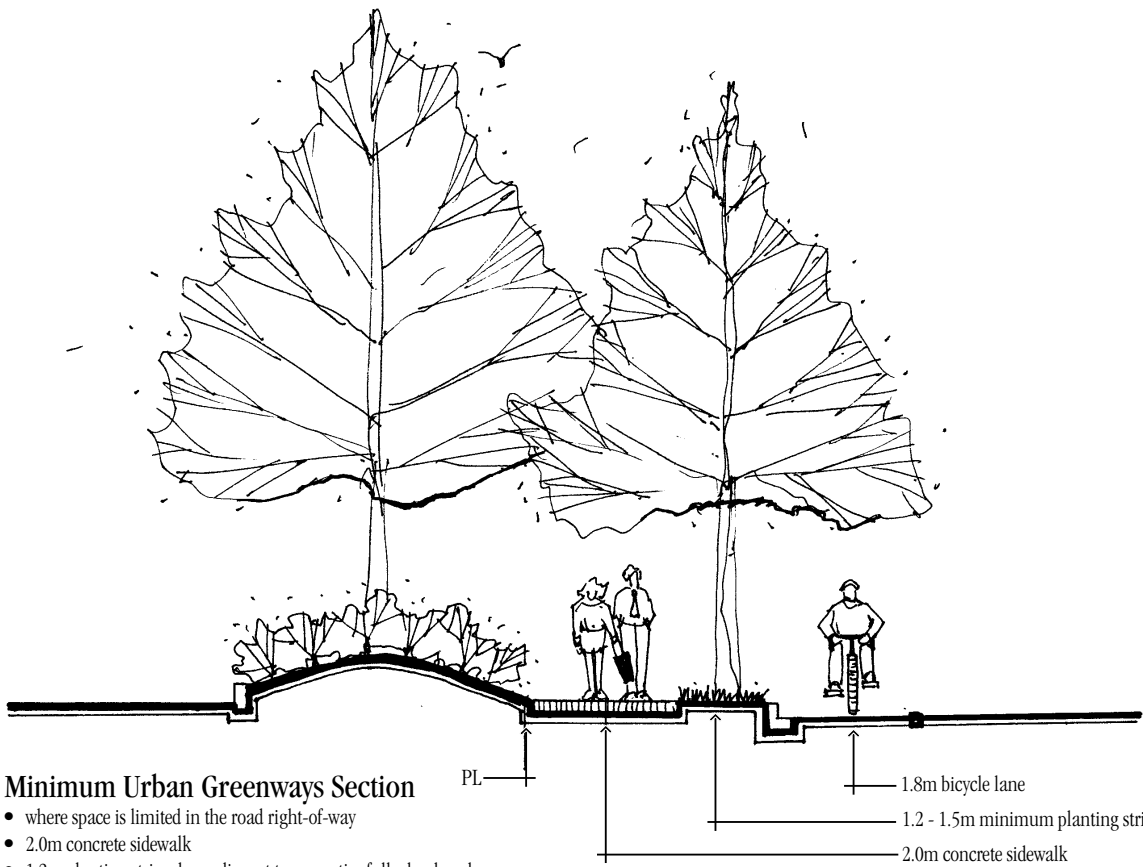 Minimum Urban Greenways Section
• where space is limited in the road right-of-way
• 2.0m concrete sidewalk
PL
1.8m bicycle lane
1.2 - 1.5m minimum planting stri
2.0m concrete sidewalk